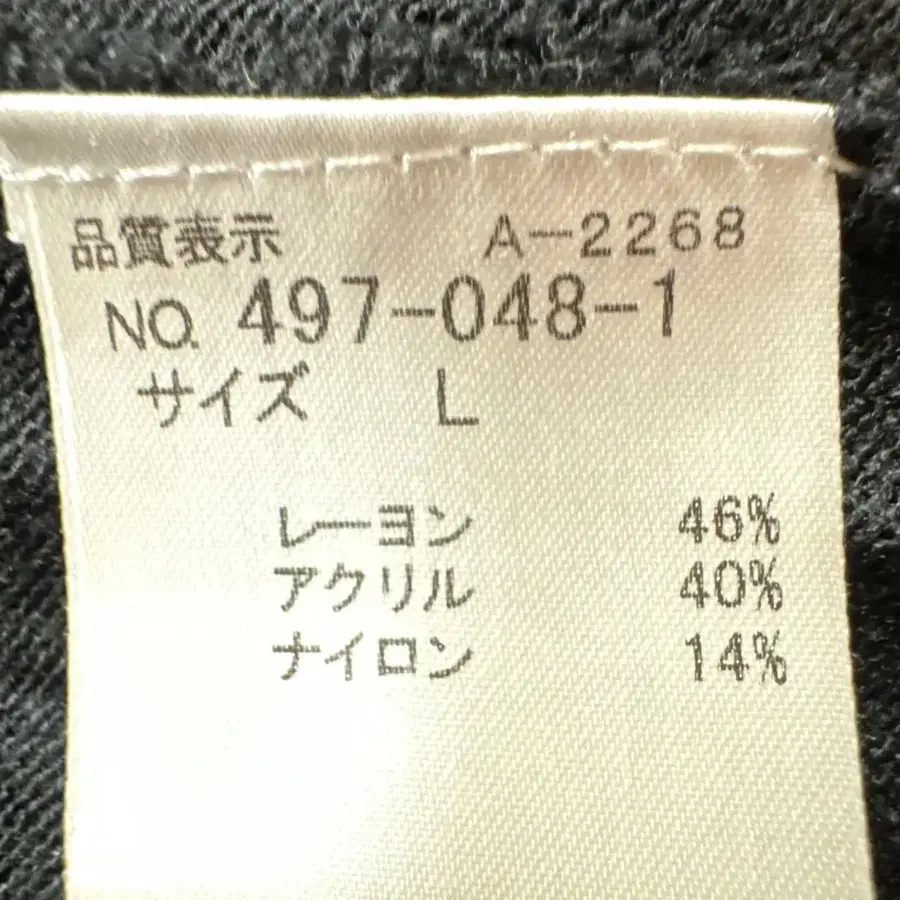 品質表示 A-2268
NO. 497-048-1
サイズ L
レーヨン 46%
アクリル 40%
ナイロン 14%